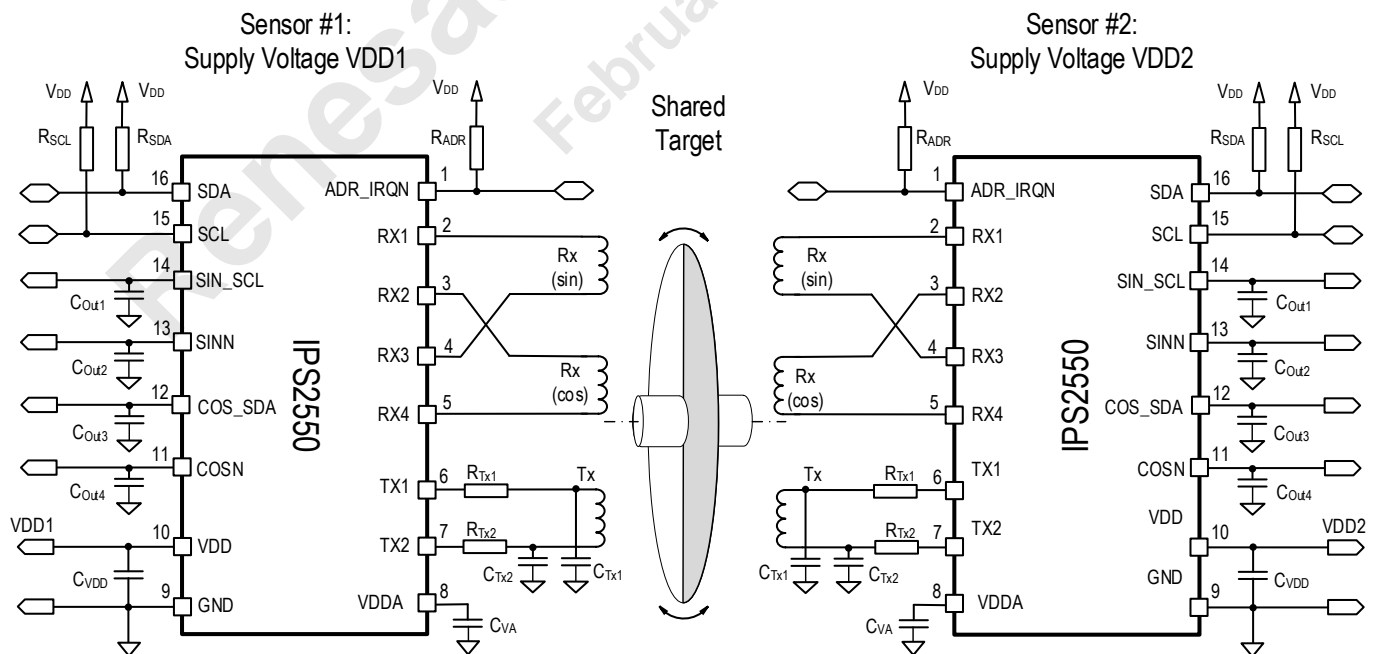 Sensor #1:
Supply Voltage VDD1
Sensor #2:
Supply Voltage VDD2
Shared
Target
VDD
VDD
RSCL
RSDA
16
SDA
15
SCL
14
SIN_SCL
COut1
13
SINN
COut2
12
COS_SDA
COut3
11
COSN
COut4
VDD1
10
VDD
CVDD
9
GND
IPS2550
VDD
RADR
1
ADR_IRQN
2
RX1
Rx
(sin)
3
RX2
4
RX3
Rx
(cos)
5
RX4
6
TX1
RTx1
Tx
7
TX2
RTx2
CTx2
CTx1
8
VDDA
CVA
VDD
RADR
1
ADR_IRQN
2
RX1
Rx
(sin)
3
RX2
4
RX3
Rx
(cos)
5
RX4
Tx
RTx1
6
TX1
RTx2
7
TX2
CTx1
CTx2
8
VDDA
CVA
IPS2550
VDD
VDD
RSDA
RSCL
16
SDA
15
SCL
14
SIN_SCL
COut1
13
SINN
COut2
12
COS_SDA
COut3
11
COSN
COut4
VDD
10
VDD2
CVDD
GND
9